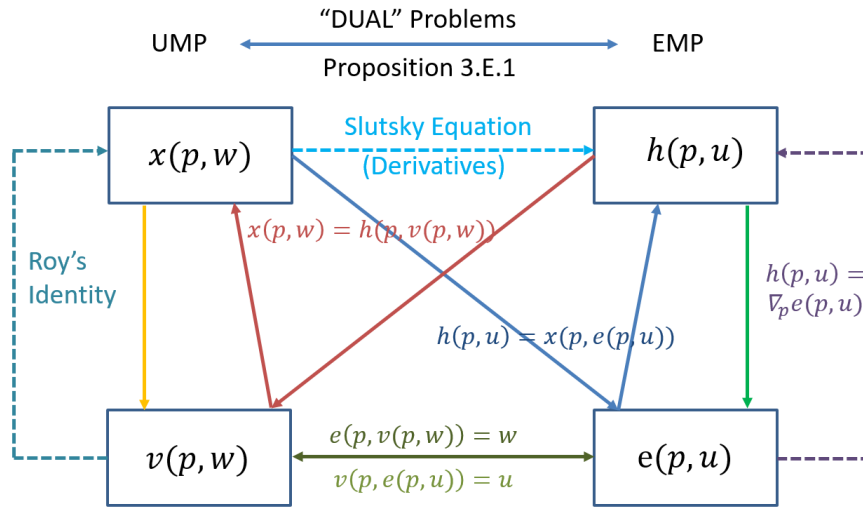 “DUAL” Problems
UMP
EMP
Proposition 3.E.1
x(p, w)
Slutsky Equation
(Derivatives)
h(p, u)
x(p, w) = h(p, v(p, w))
Roy’s
Identity
h(p, u) =
∇ₚe(p, u)
h(p, u) = x(p, e(p, u))
v(p, w)
e(p, v(p, w)) = w
v(p, e(p, u)) = u
e(p, u)